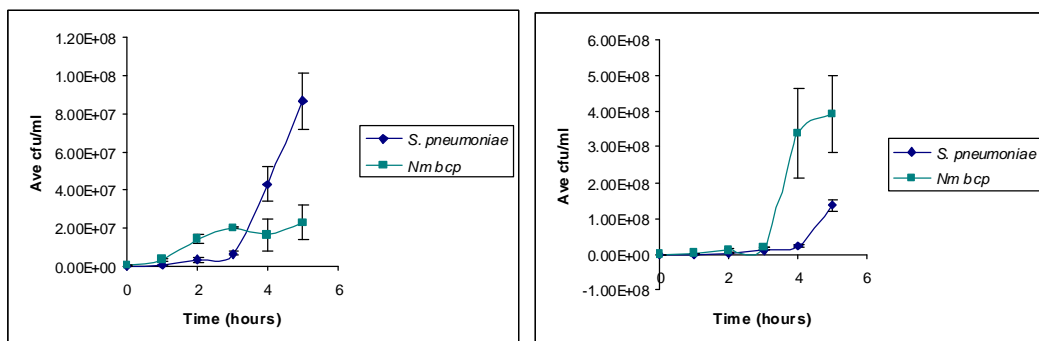 1.20E+08
1.00E+08
8.00E+07
6.00E+07
4.00E+07
2.00E+07
0.00E+00
Ave cfu/ml
0 2 4 6
Time (hours)
S. pneumoniae
Nm bcp
6.00E+08
5.00E+08
4.00E+08
3.00E+08
2.00E+08
1.00E+08
0.00E+00
-1.00E+08
Ave cfu/ml
0 2 4 6
Time (hours)
S. pneumoniae
Nm bcp